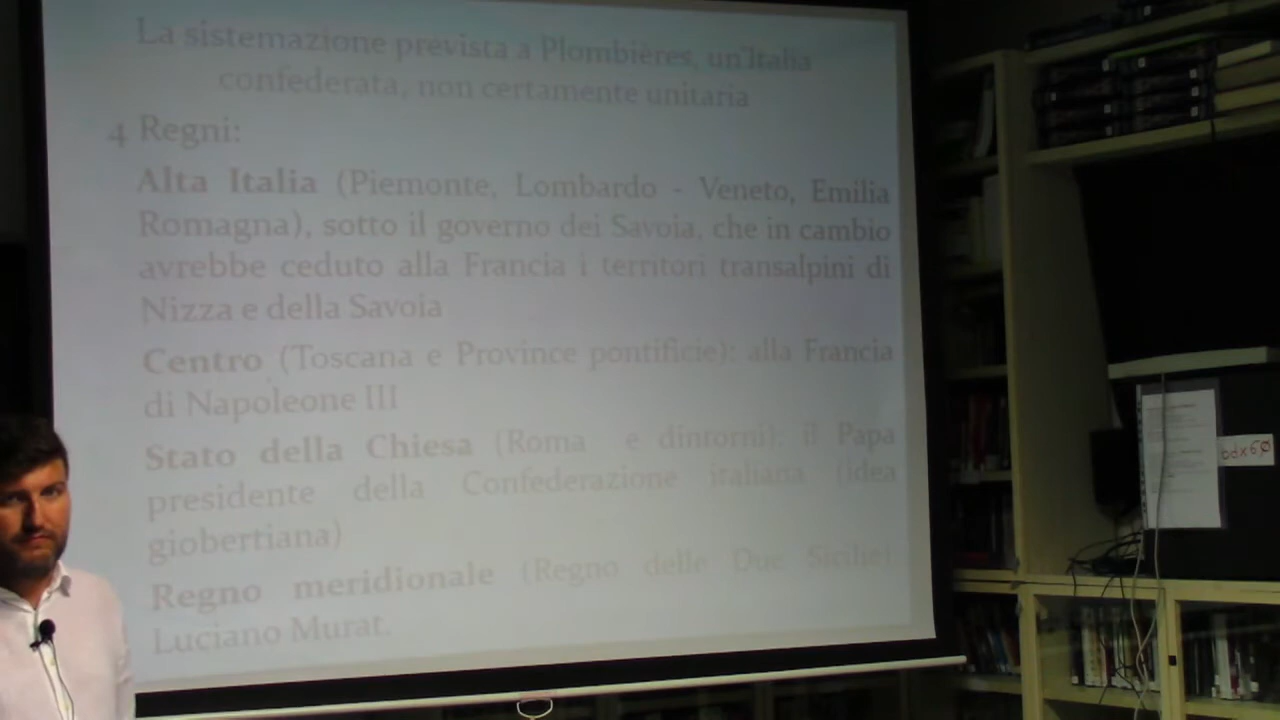 La sistemazione prevista a Plombières, un'Italia
confederata, non certamente unitaria
4 Regni:
Alta Italia (Piemonte, Lombardo - Veneto, Emilia
Romagna), sotto il governo dei Savoia, che in cambio
avrebbe ceduto alla Francia i territori transalpini di
Nizza e della Savoia
Centro (Toscana e Province pontificie): alla Francia
di Napoleone III
Stato della Chiesa (Roma e dintorni): il Papa
presidente della Confederazione italiana (idea
giobertiana)
Regno meridionale (Regno delle Due Sicilie)
Luciano Murat.